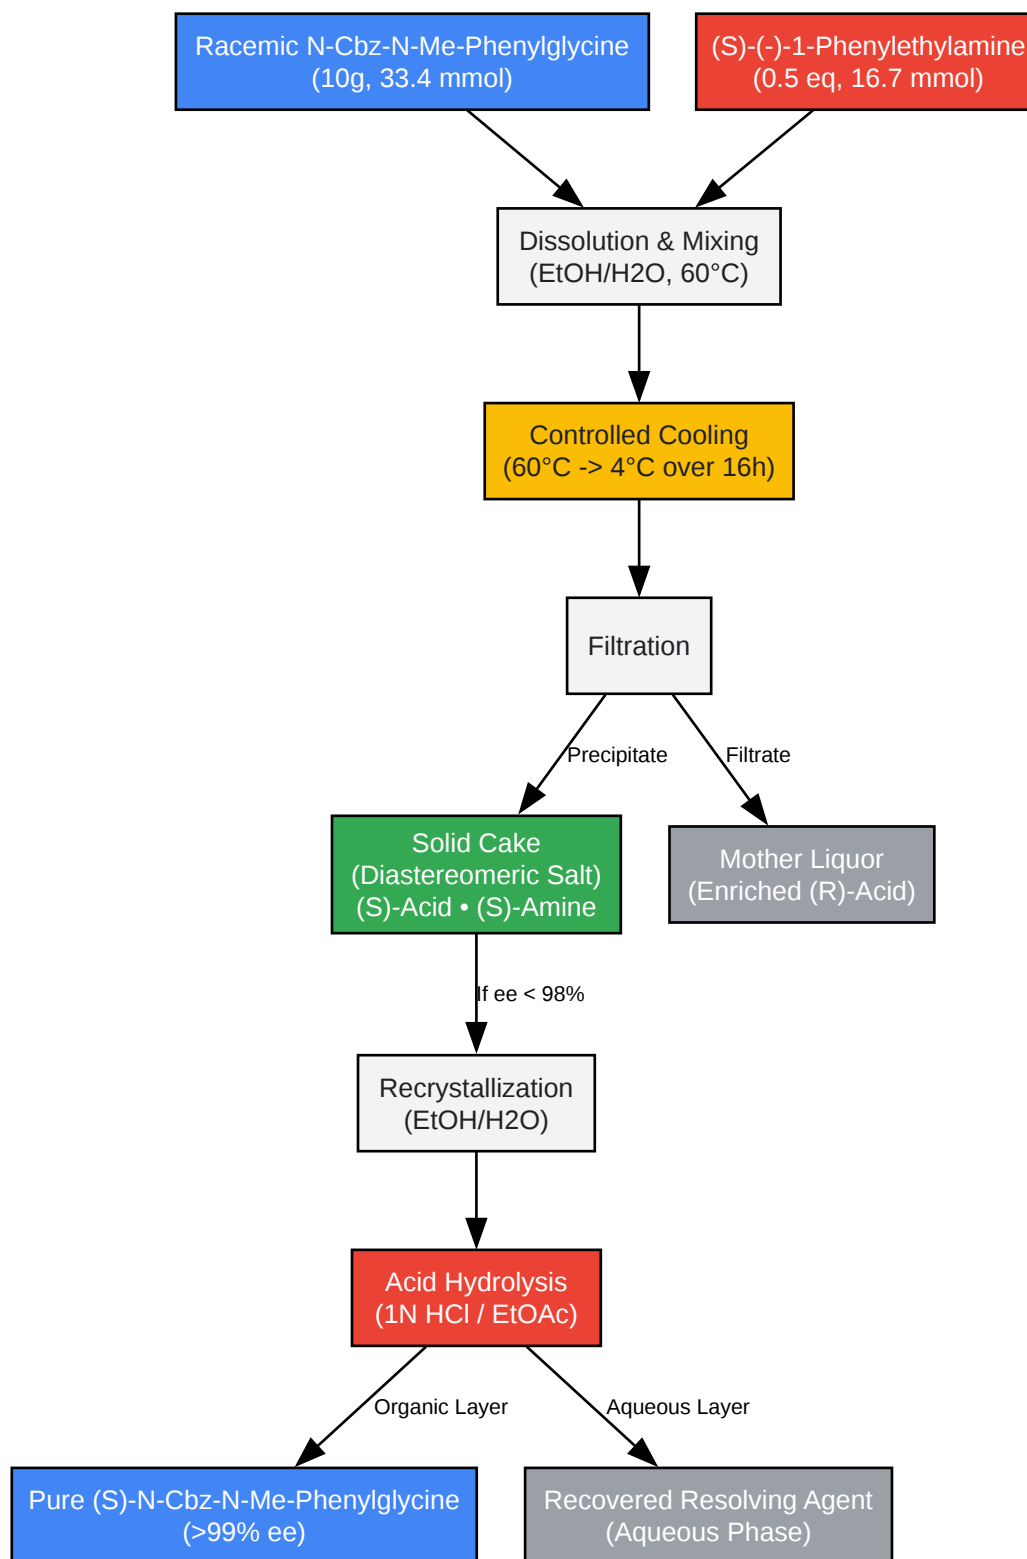 Racemic N-Cbz-N-Me-Phenylglycine
(10g, 33.4 mmol)
(S)-(-)-1-Phenylethylamine
(0.5 eq, 16.7 mmol)
Dissolution & Mixing
(EtOH/H2O, 60°C)
Controlled Cooling
(60°C -> 4°C over 16h)
Filtration
Precipitate
Filtrate
Solid Cake
(Diastereomeric Salt)
(S)-Acid • (S)-Amine
Mother Liquor
(Enriched (R)-Acid)
If ee < 98%
Recrystallization
(EtOH/H2O)
Acid Hydrolysis
(1N HCl / EtOAc)
Organic Layer
Aqueous Layer
Pure (S)-N-Cbz-N-Me-Phenylglycine
(>99% ee)
Recovered Resolving Agent
(Aqueous Phase)